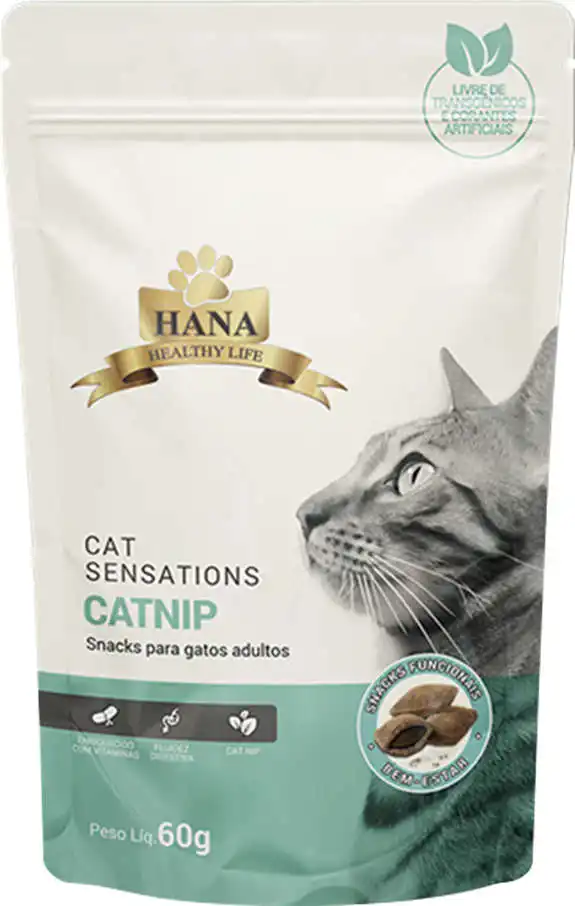 LIVRE DE
TRANSGÊNICOS
E CORANTES
ARTIFICIAIS
HANA
HEALTHY LIFE
CAT
SENSATIONS
CATNIP
Snacks para gatos adultos
SNACKS FUNCIONAIS
BEM-ESTAR
ENRIQUECIDO
COM VITAMINAS
FLUIDEZ
DIGESTIVA
CAT NIP
Peso Líq. 60g